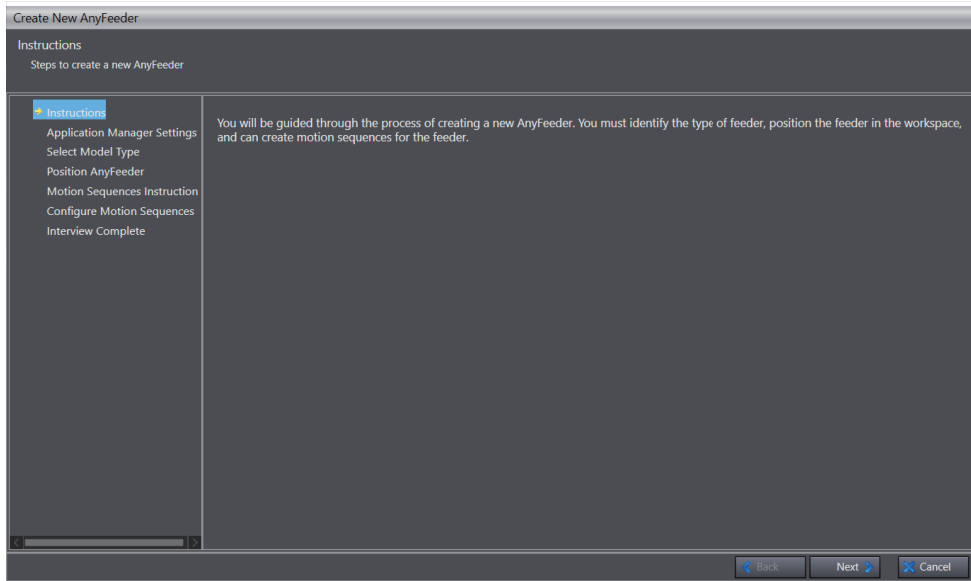 Create New AnyFeeder
Instructions
Steps to create a new AnyFeeder
Instructions
Application Manager Settings
Select Model Type
Position AnyFeeder
Motion Sequences Instruction
Configure Motion Sequences
Interview Complete
You will be guided through the process of creating a new AnyFeeder. You must identify the type of feeder, position the feeder in the workspace,
and can create motion sequences for the feeder.
Back
Next
Cancel